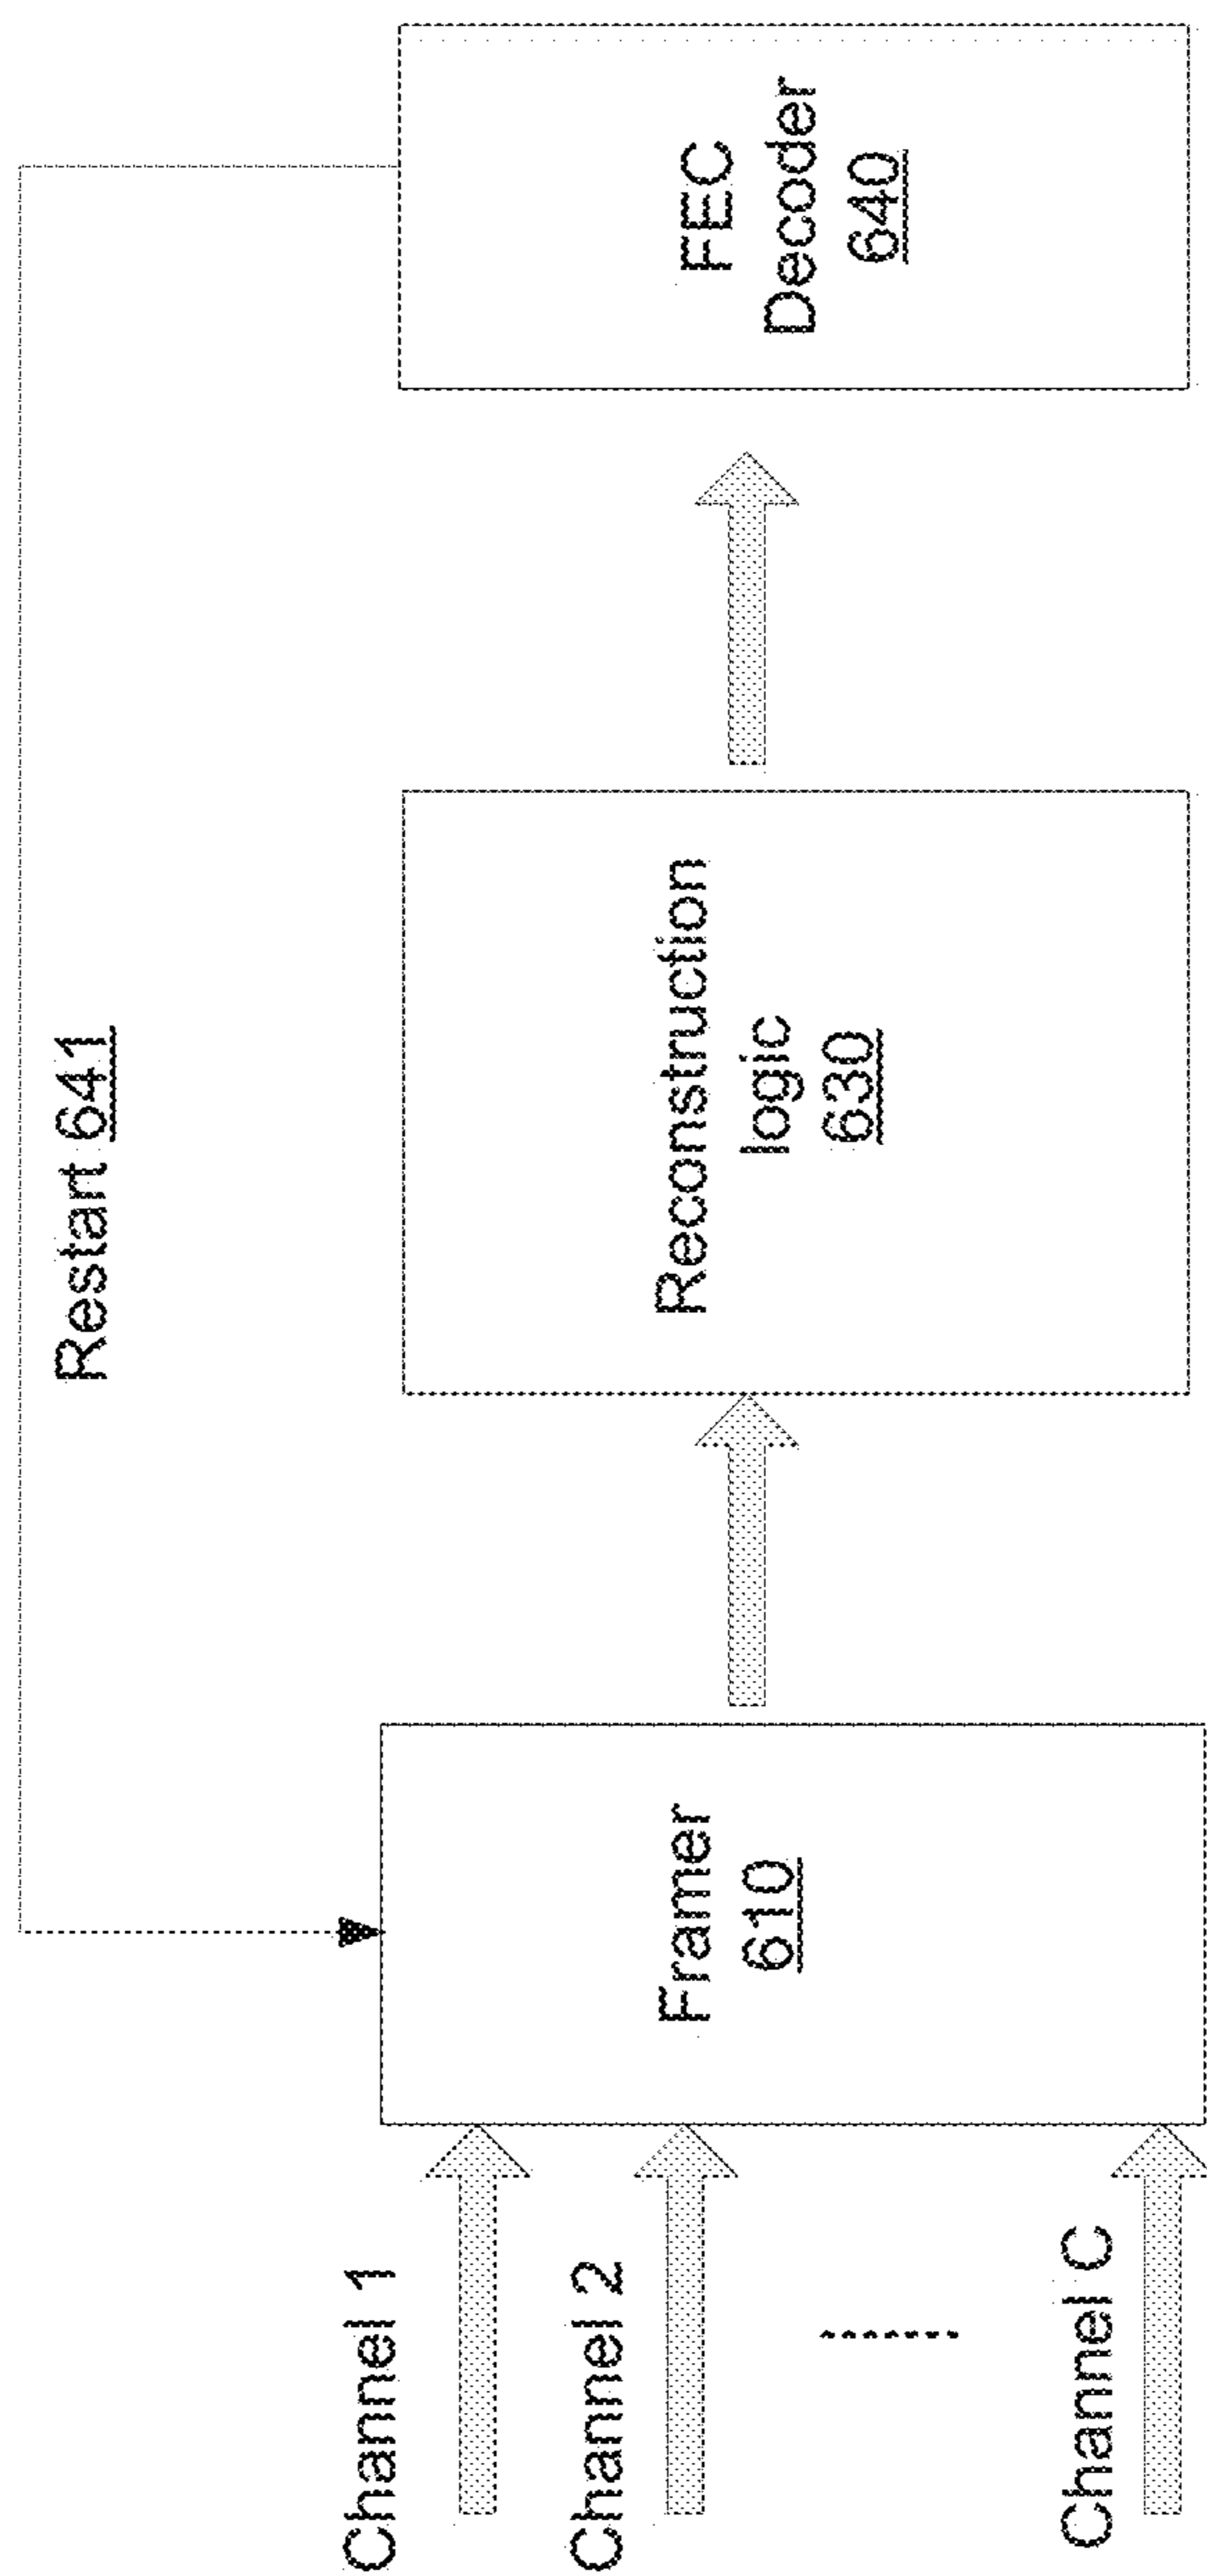 Restart 641
Channel 1
Channel 2
Channel C
Framer
610
Reconstruction
logic
630
FEC
Decoder
640